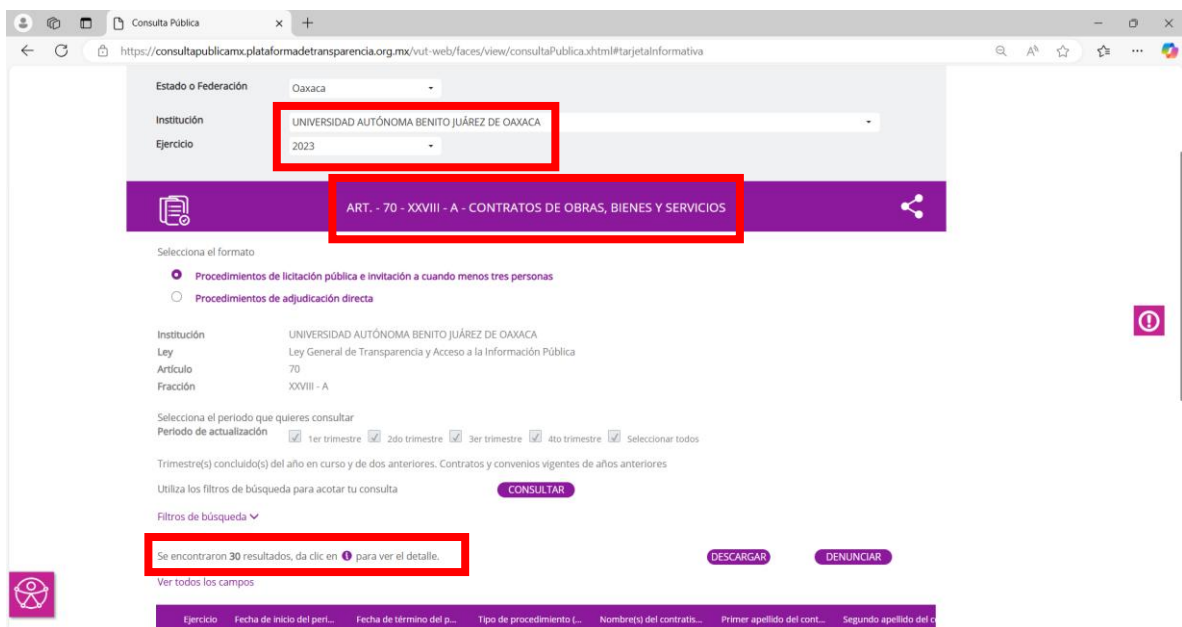 Consulta Pública
https://consultapublicamx.plataformadetransparencia.org.mx/vut-web/faces/view/consultaPublica.xhtml#tarjetaInformativa
Estado o Federación Oaxaca
Institución UNIVERSIDAD AUTÓNOMA BENITO JUÁREZ DE OAXACA
Ejercicio 2023
ART. - 70 - XXVIII - A - CONTRATOS DE OBRAS, BIENES Y SERVICIOS
Selecciona el formato
Procedimientos de licitación pública e invitación a cuando menos tres personas
Procedimientos de adjudicación directa
Institución UNIVERSIDAD AUTÓNOMA BENITO JUÁREZ DE OAXACA
Ley Ley General de Transparencia y Acceso a la Información Pública
Artículo 70
Fracción XXVIII - A
Selecciona el periodo que quieres consultar
Periodo de actualización 1er trimestre 2do trimestre 3er trimestre 4to trimestre Seleccionar todos
Trimestre(s) concluido(s) del año en curso y de dos anteriores. Contratos y convenios vigentes de años anteriores
Utiliza los filtros de búsqueda para acotar tu consulta CONSULTAR
Filtros de búsqueda
Se encontraron 30 resultados, da clic en i para ver el detalle. DESCARGAR DENUNCIAR
Ver todos los campos
Ejercicio Fecha de inicio del peri... Fecha de término del p... Tipo de procedimiento (... Nombre(s) del contratis... Primer apellido del cont... Segundo apellido del